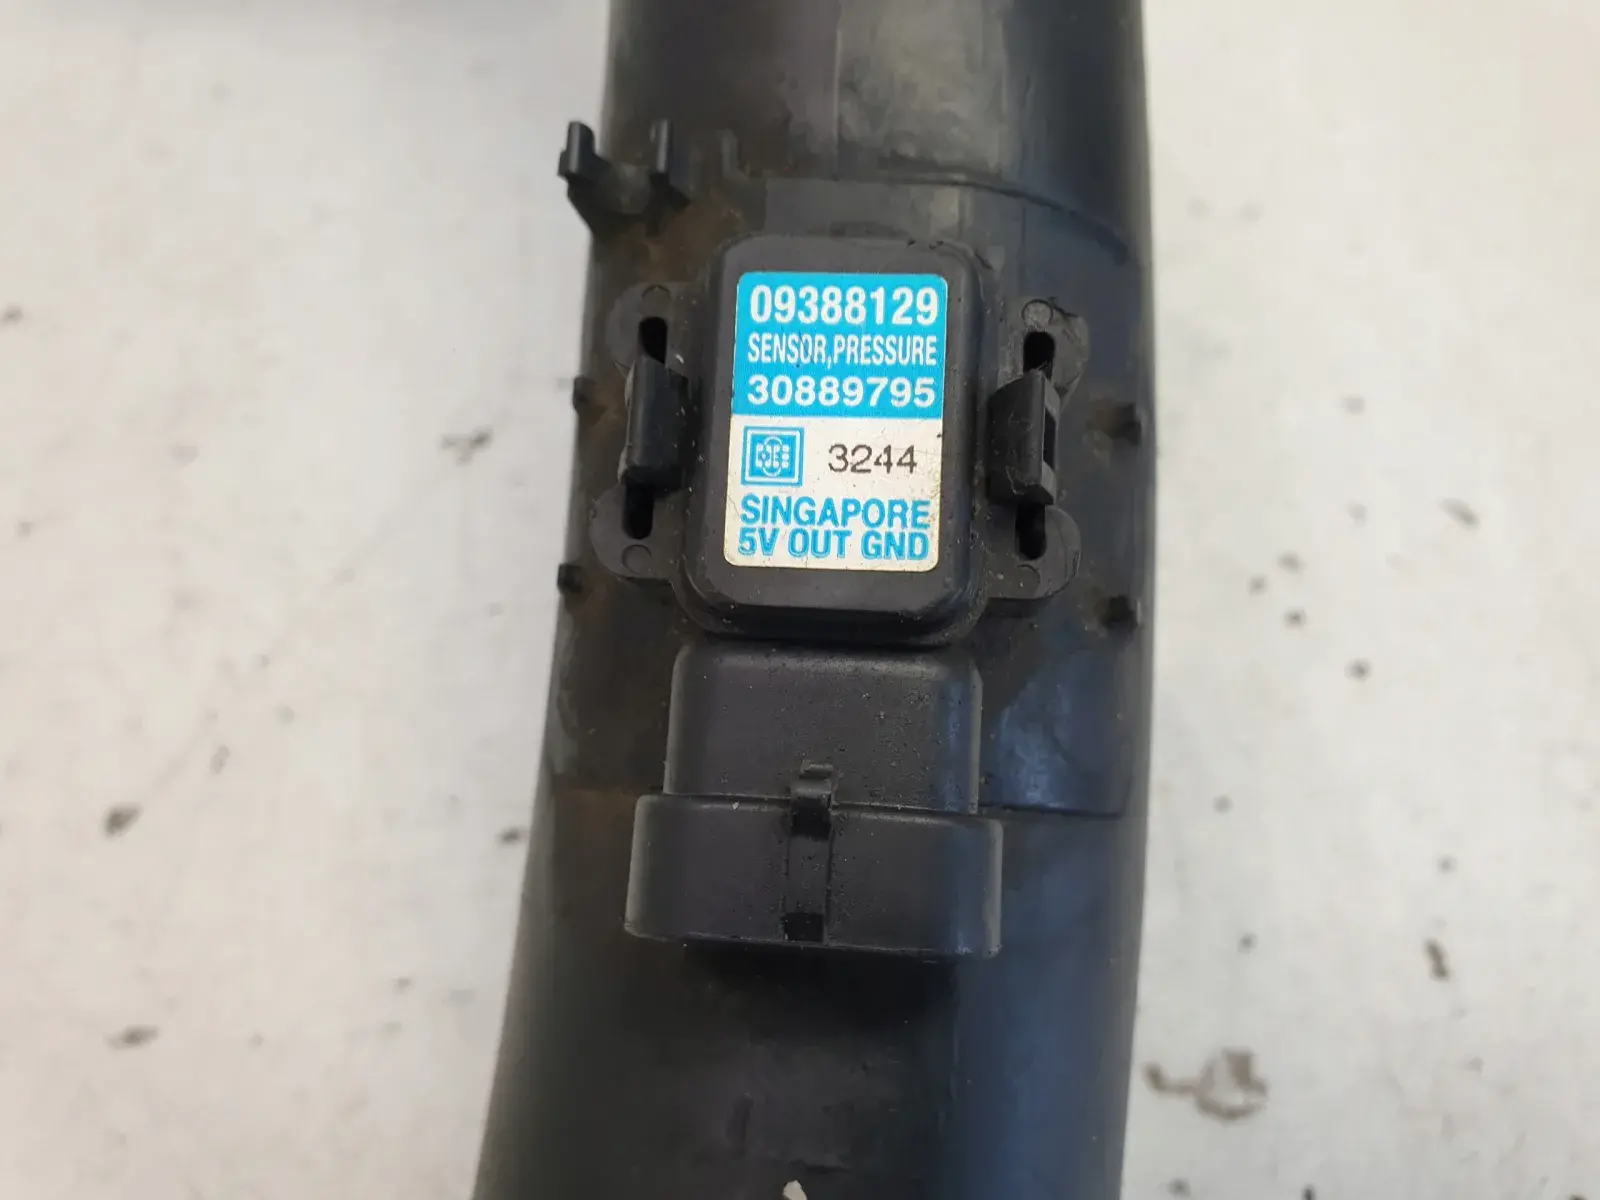 09388129
SENSOR,PRESSURE
30889795
3244
SINGAPORE
5V OUT GND